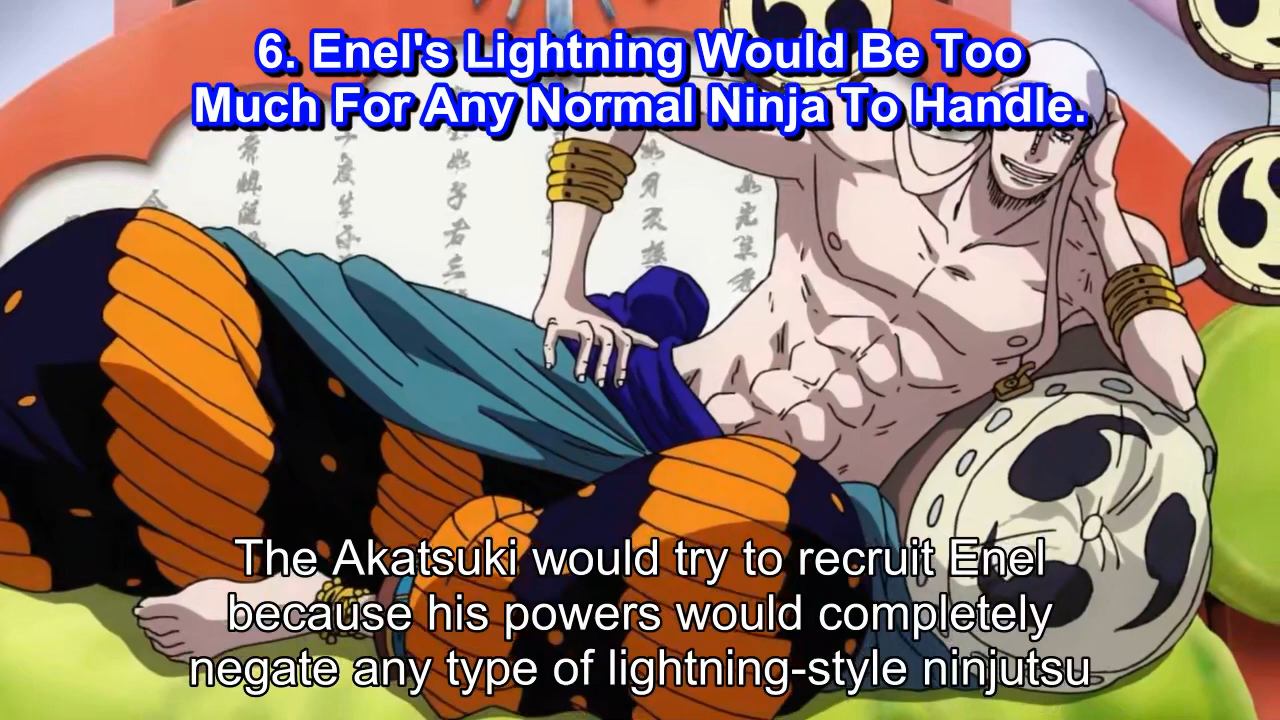 6. Enel's Lightning Would Be Too
Much For Any Normal Ninja To Handle.
The Akatsuki would try to recruit Enel
because his powers would completely
negate any type of lightning-style ninjutsu